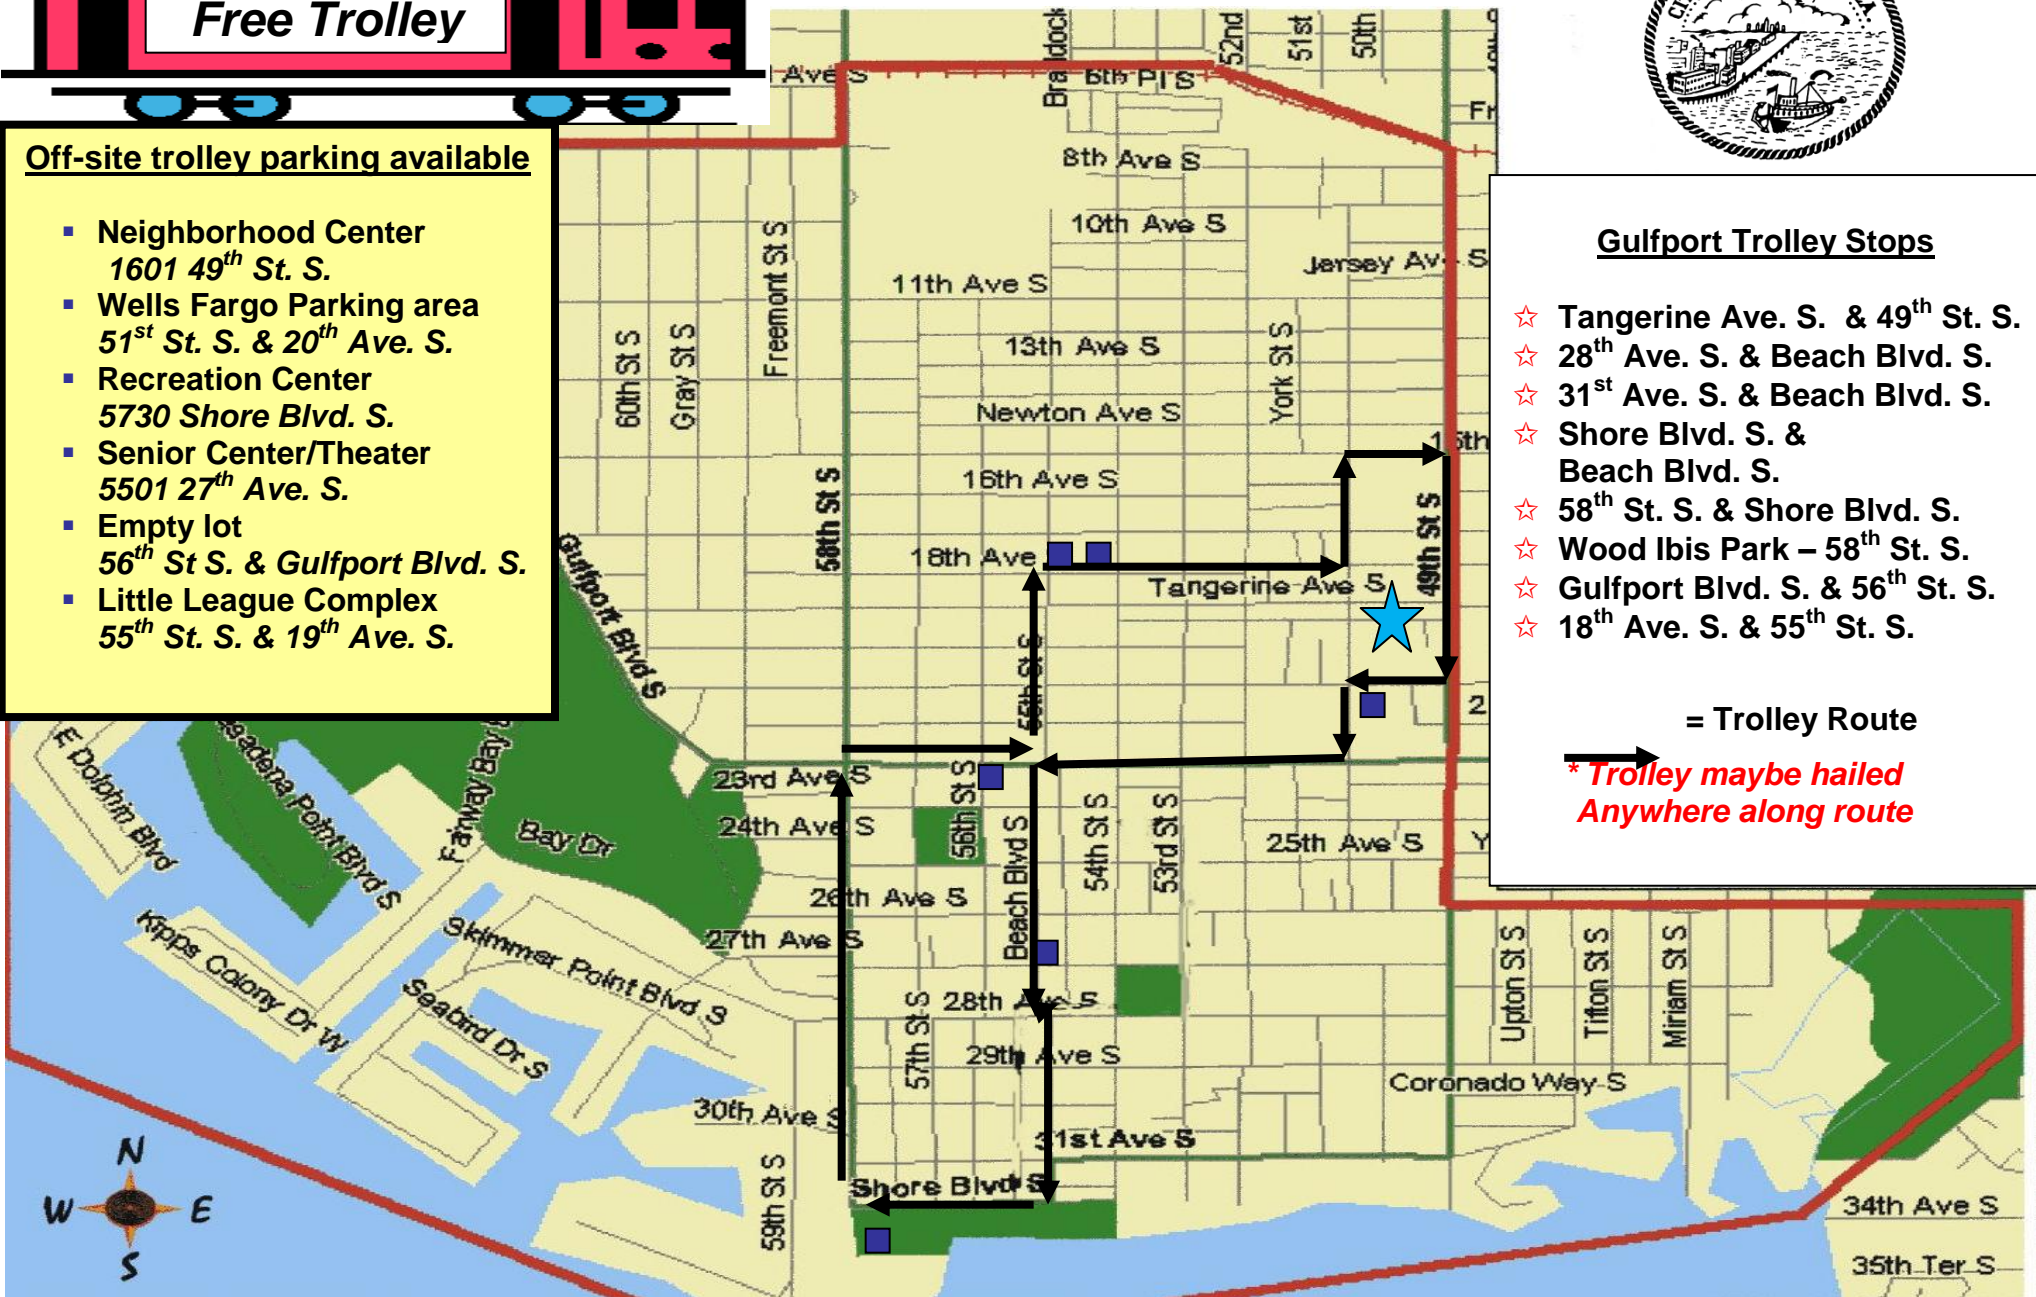 Free Trolley
Off-site trolley parking available
▪ Neighborhood Center
1601 49th St. S.
▪ Wells Fargo Parking area
51st St. S. & 20th Ave. S.
▪ Recreation Center
5730 Shore Blvd. S.
▪ Senior Center/Theater
5501 27th Ave. S.
▪ Empty lot
56th St S. & Gulfport Blvd. S.
▪ Little League Complex
55th St. S. & 19th Ave. S.
Gulfport Trolley Stops
☆ Tangerine Ave. S. & 49th St. S.
☆ 28th Ave. S. & Beach Blvd. S.
☆ 31st Ave. S. & Beach Blvd. S.
☆ Shore Blvd. S. &
Beach Blvd. S.
☆ 58th St. S. & Shore Blvd. S.
☆ Wood Ibis Park – 58th St. S.
☆ Gulfport Blvd. S. & 56th St. S.
☆ 18th Ave. S. & 55th St. S.
= Trolley Route
* Trolley maybe hailed
Anywhere along route
Braddock
52nd
51st
50th
Ave S
6th Pl S
Fr
8th Ave S
10th Ave S
Jersey Av S
11th Ave S
Freemont St S
60th St S
Gray St S
13th Ave S
York St S
Newton Ave S
15th
16th Ave S
58th St S
49th St S
18th Ave
Tangerine Ave S
Gulfport Blvd S
55th St S
2
23rd Ave S
56th St S
24th Ave S
Beach Blvd S
54th St S
53rd St S
25th Ave S
Y
E Dolphin Blvd
Pasadena Point Blvd S
Fairway Bay
Bay Dr
26th Ave S
27th Ave S
Kipps Colony Dr W
Skimmer Point Blvd S
Seabird Dr S
28th Ave S
57th St S
29th Ave S
Upton St S
Tifton St S
Miriam St S
Coronado Way S
30th Ave S
31st Ave S
59th St S
Shore Blvd S
34th Ave S
35th Ter S
N
W E
S